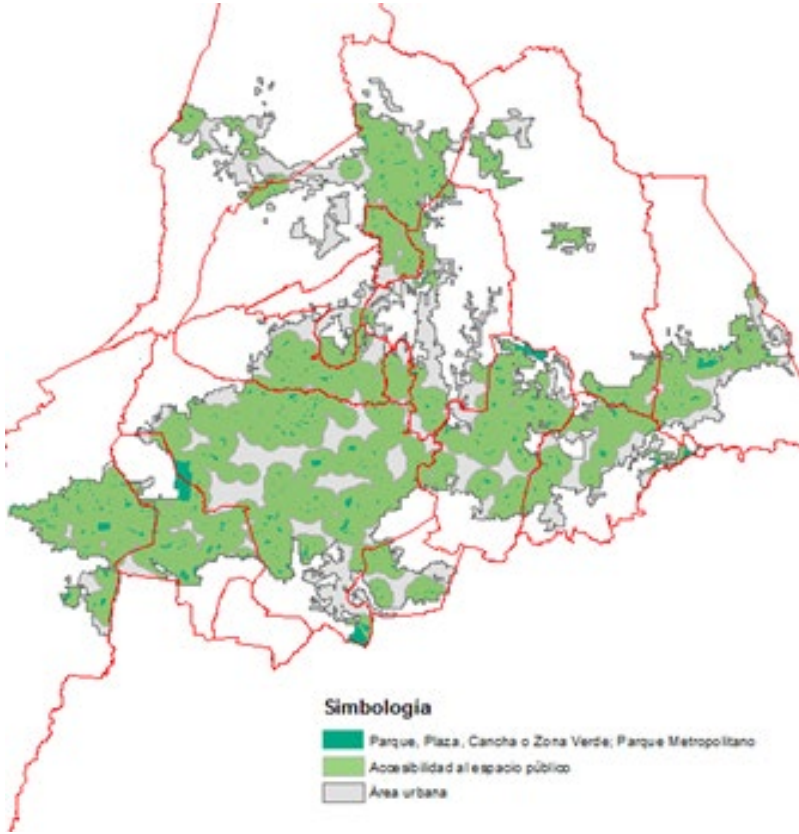 Simbología
Parque, Plaza, Cancha o Zona Verde; Parque Metropolitano
Accesibilidad al espacio público
Área urbana